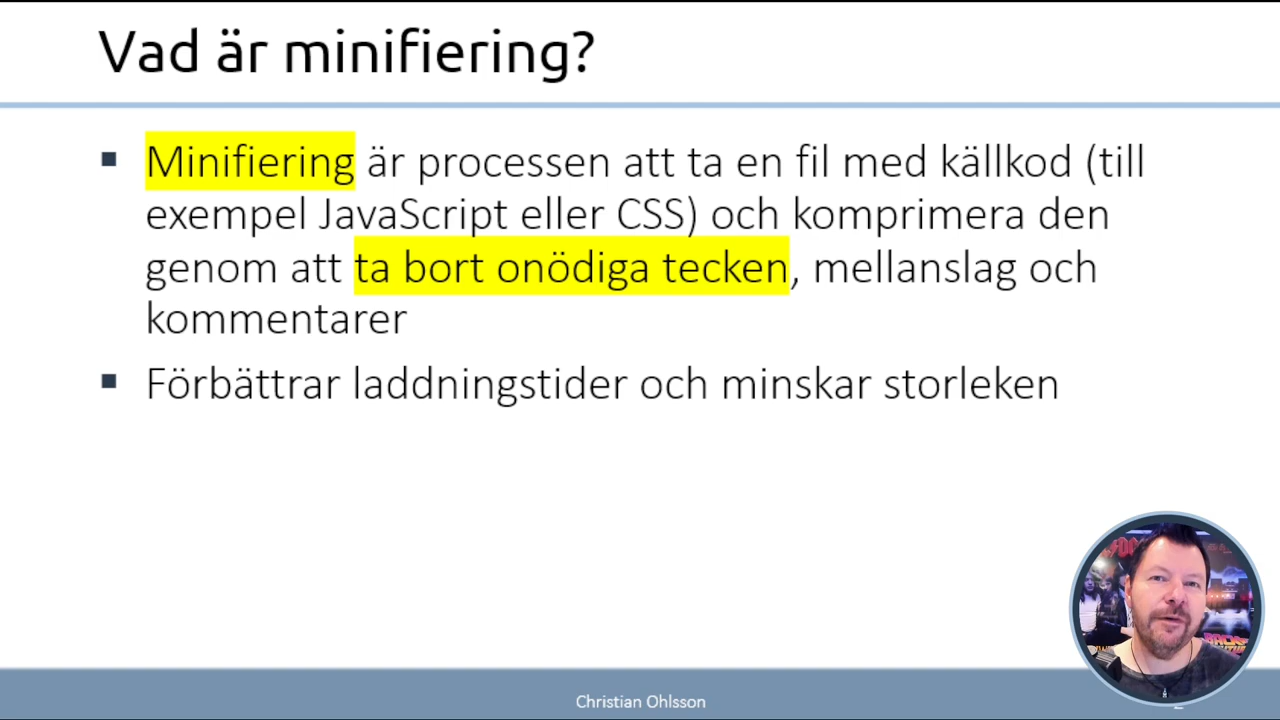 Vad är minifiering?
Minifiering är processen att ta en fil med källkod (till
exempel JavaScript eller CSS) och komprimera den
genom att ta bort onödiga tecken, mellanslag och
kommentarer
Förbättrar laddningstider och minskar storleken
Christian Ohlsson